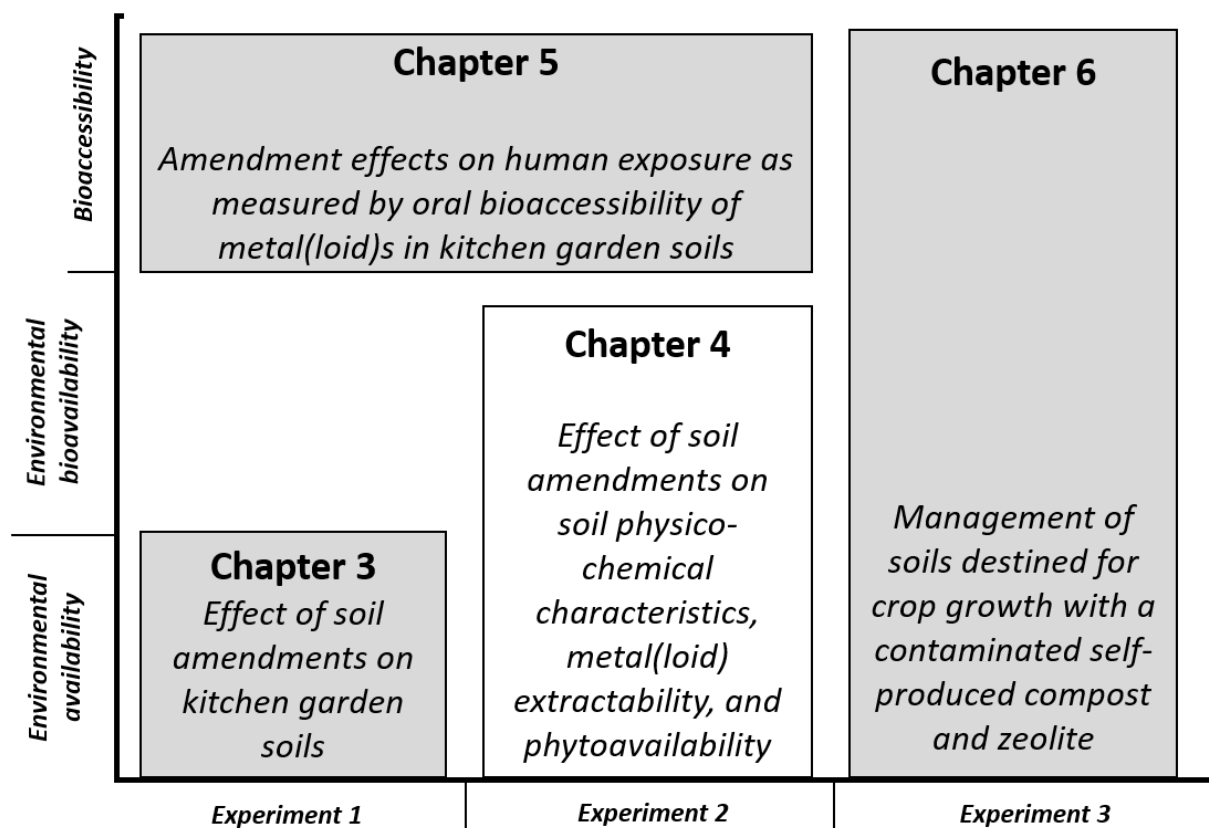 Bioaccessibility
Environmental
bioavailability
Environmental
availability
Chapter 5
Amendment effects on human exposure as
measured by oral bioaccessibility of
metal(loid)s in kitchen garden soils
Chapter 6
Management of
soils destined for
crop growth with a
contaminated self-
produced compost
and zeolite
Chapter 4
Effect of soil
amendments on
soil physico-
chemical
characteristics,
metal(loid)
extractability, and
phytoavailability
Chapter 3
Effect of soil
amendments on
kitchen garden
soils
Experiment 1
Experiment 2
Experiment 3